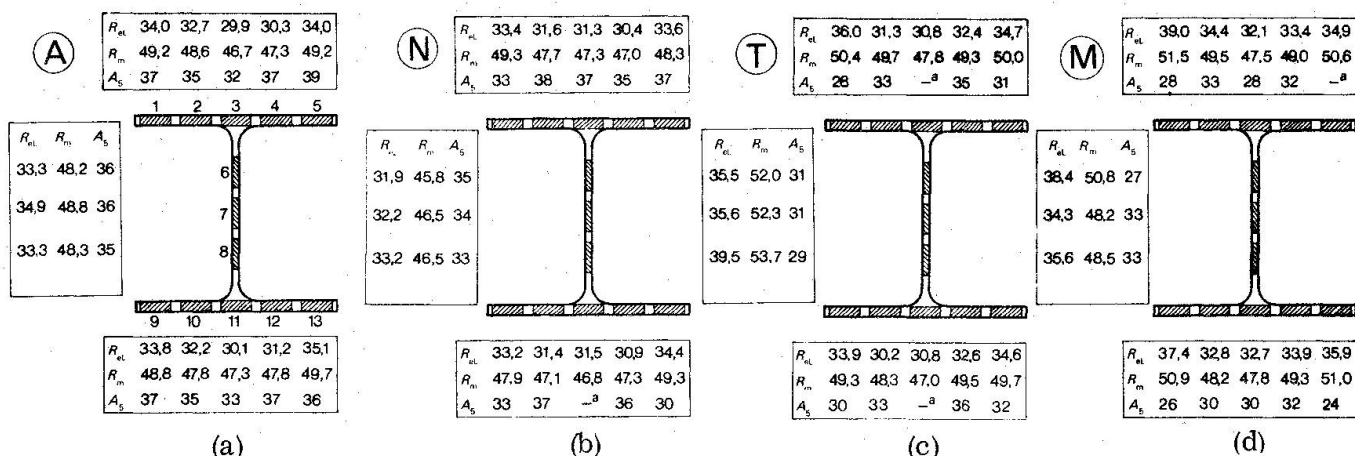 A
R_eL 34,0 32,7 29,9 30,3 34,0
R_m 49,2 48,6 46,7 47,3 49,2
A_5 37 35 32 37 39
1 2 3 4 5
R_eL R_m A_5
33,3 48,2 36
34,9 48,8 36
33,3 48,3 35
6
7
8
9 10 11 12 13
R_eL 33,8 32,2 30,1 31,2 35,1
R_m 48,8 47,8 47,3 47,8 49,7
A_5 37 35 33 37 36
(a)
N
R_eL 33,4 31,6 31,3 30,4 33,6
R_m 49,3 47,7 47,3 47,0 48,3
A_5 33 38 37 35 37
R_eL R_m A_5
31,9 45,8 35
32,2 46,5 34
33,2 46,5 33
R_eL 33,2 31,4 31,5 30,9 34,4
R_m 47,9 47,1 46,8 47,3 49,3
A_5 33 37 –a 36 30
(b)
T
R_eL 36,0 31,3 30,8 32,4 34,7
R_m 50,4 49,7 47,8 49,3 50,0
A_5 28 33 –a 35 31
R_eL R_m A_5
35,5 52,0 31
35,6 52,3 31
39,5 53,7 29
R_eL 33,9 30,2 30,8 32,6 34,6
R_m 49,3 48,3 47,0 49,5 49,7
A_5 30 33 –a 36 32
(c)
M
R_eL 39,0 34,4 32,1 33,4 34,9
R_m 51,5 49,5 47,5 49,0 50,6
A_5 28 33 28 32 –a
R_eL R_m A_5
38,4 50,8 27
34,3 48,2 33
35,6 48,5 33
R_eL 37,4 32,8 32,7 33,9 35,9
R_m 50,9 48,2 47,8 49,3 51,0
A_5 26 30 30 32 24
(d)